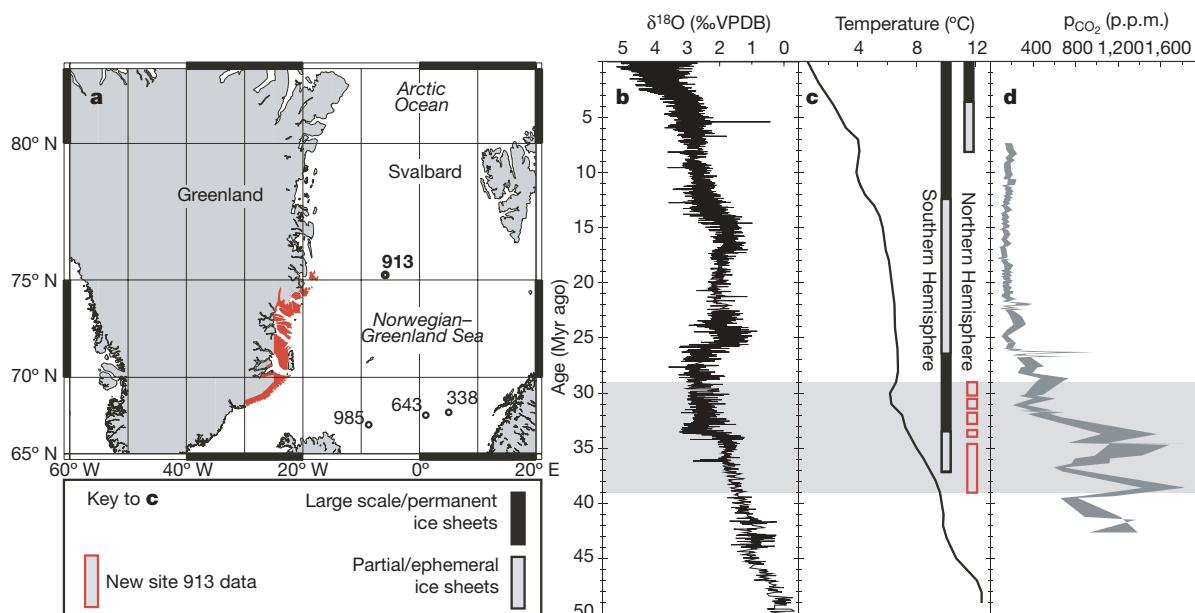 a
Arctic
Ocean
80° N
Svalbard
Greenland
913
75° N
Norwegian–
Greenland Sea
70° N
985
643
338
65° N
60° W
40° W
20° W
0°
20° E
Key to c
Large scale/permanent
ice sheets
New site 913 data
Partial/ephemeral
ice sheets
δ18O (‰VPDB)
5 4 3 2 1 0
b
Age (Myr ago)
5
10
15
20
25
30
35
40
45
50
Temperature (°C)
4 8 12
c
Southern Hemisphere
Northern Hemisphere
pCO2 (p.p.m.)
400 800 1,200 1,600
d